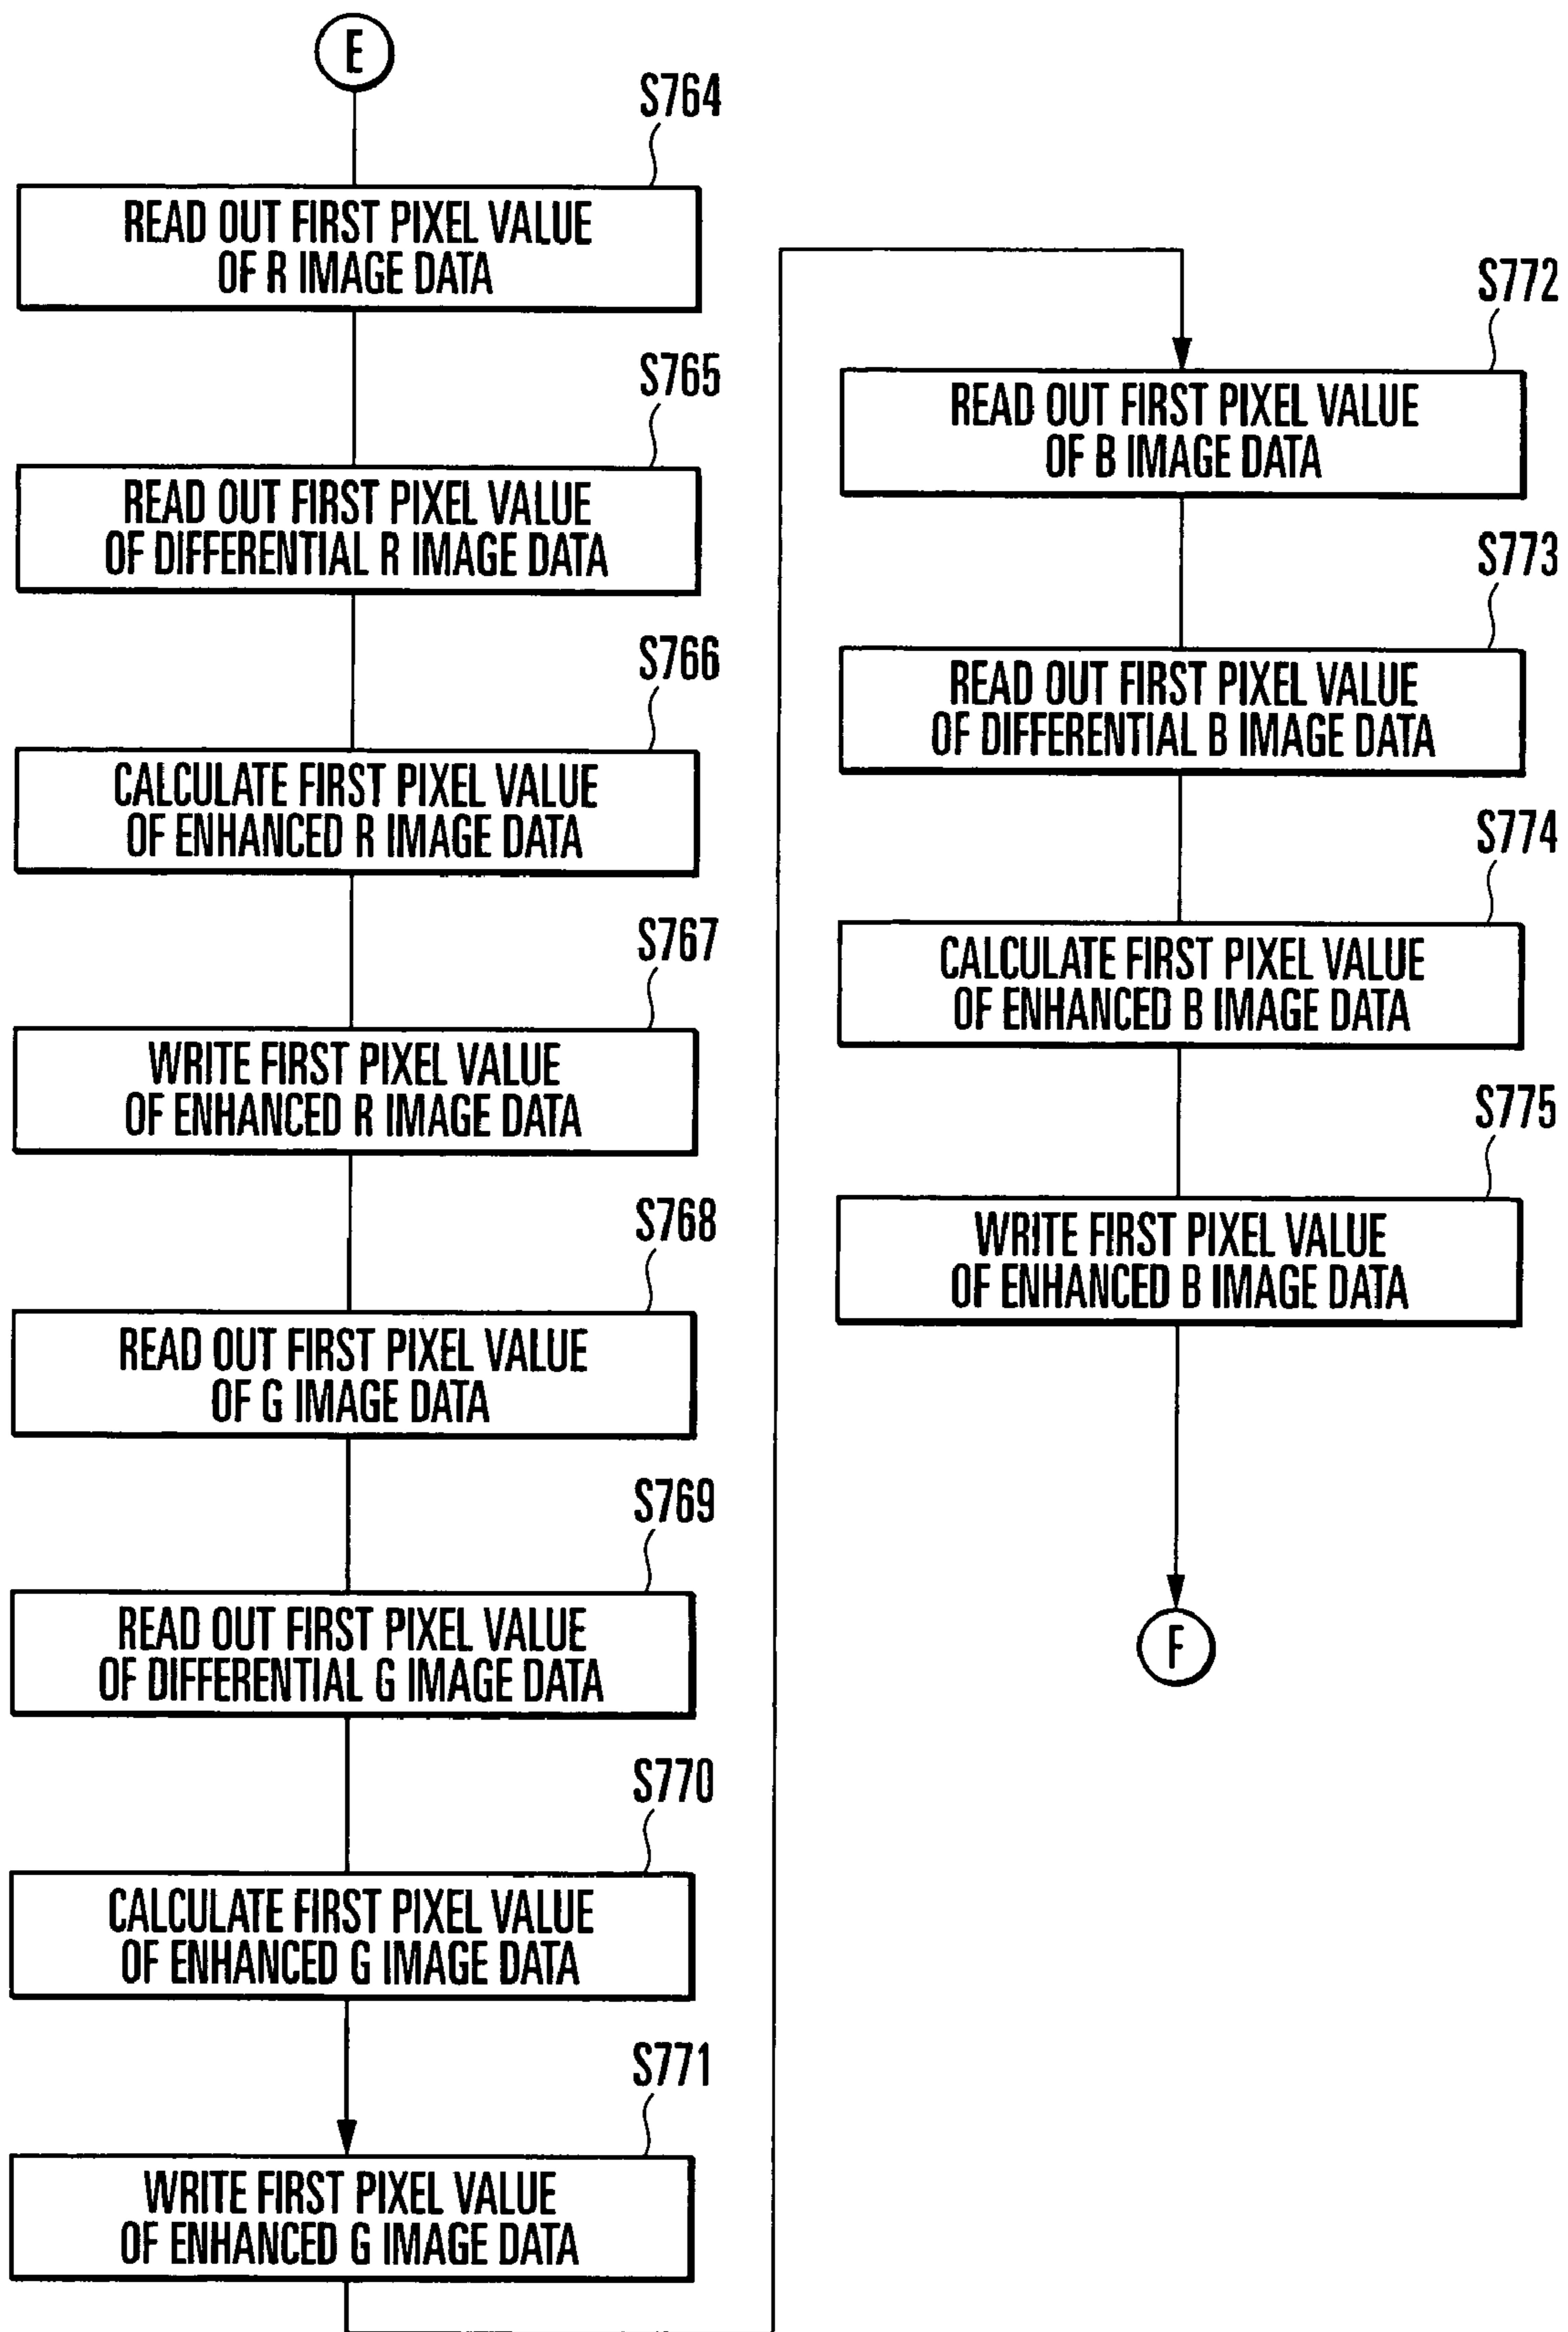 E
S764
READ OUT FIRST PIXEL VALUE
OF R IMAGE DATA
S765
READ OUT FIRST PIXEL VALUE
OF DIFFERENTIAL R IMAGE DATA
S766
CALCULATE FIRST PIXEL VALUE
OF ENHANCED R IMAGE DATA
S767
WRITE FIRST PIXEL VALUE
OF ENHANCED R IMAGE DATA
S768
READ OUT FIRST PIXEL VALUE
OF G IMAGE DATA
S769
READ OUT FIRST PIXEL VALUE
OF DIFFERENTIAL G IMAGE DATA
S770
CALCULATE FIRST PIXEL VALUE
OF ENHANCED G IMAGE DATA
S771
WRITE FIRST PIXEL VALUE
OF ENHANCED G IMAGE DATA
S772
READ OUT FIRST PIXEL VALUE
OF B IMAGE DATA
S773
READ OUT FIRST PIXEL VALUE
OF DIFFERENTIAL B IMAGE DATA
S774
CALCULATE FIRST PIXEL VALUE
OF ENHANCED B IMAGE DATA
S775
WRITE FIRST PIXEL VALUE
OF ENHANCED B IMAGE DATA
F